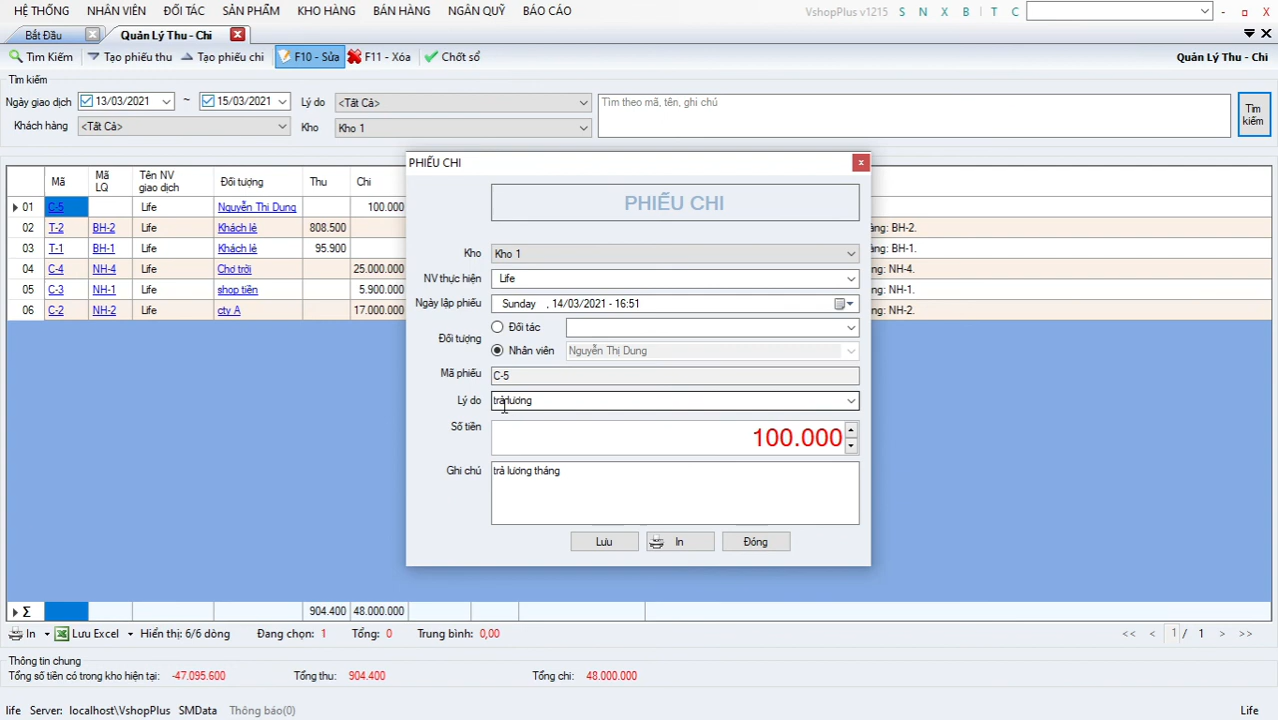 HỆ THỐNG NHÂN VIÊN ĐỐI TÁC SẢN PHẨM KHO HÀNG BÁN HÀNG NGÂN QUỸ BÁO CÁO VshopPlus v1215 S N X B T C
Bắt Đầu Quản Lý Thu - Chi
Tìm Kiếm Tạo phiếu thu Tạo phiếu chi F10 - Sửa F11 - Xóa Chốt sổ Quản Lý Thu - Chi
Tìm kiếm
Ngày giao dịch 13/03/2021 ~ 15/03/2021 Lý do <Tất Cả> Tìm theo mã, tên, ghi chú Tìm kiếm
Khách hàng <Tất Cả> Kho Kho 1
Mã Mã LQ Tên NV giao dịch Đối tượng Thu Chi
01 C-5 Life Nguyễn Thị Dung 100.000
02 T-2 BH-2 Life Khách lẻ 808.500 àng: BH-2.
03 T-1 BH-1 Life Khách lẻ 95.900 àng: BH-1.
04 C-4 NH-4 Life Chợ trời 25.000.000 ng: NH-4.
05 C-3 NH-1 Life shop tiến 5.900.000 ng: NH-1.
06 C-2 NH-2 Life cty A 17.000.000 ng: NH-2.
PHIẾU CHI
PHIẾU CHI
Kho Kho 1
NV thực hiện Life
Ngày lập phiếu Sunday , 14/03/2021 - 16:51
Đối tượng Đối tác
Nhân viên Nguyễn Thị Dung
Mã phiếu C-5
Lý do trả lương
Số tiền 100.000
Ghi chú trả lương tháng
Lưu In Đóng
Σ 904.400 48.000.000
In Lưu Excel Hiển thị: 6/6 dòng Đang chọn: 1 Tổng: 0 Trung bình: 0,00 << < 1 / 1 > >>
Thông tin chung
Tổng số tiền có trong kho hiện tại: -47.095.600 Tổng thu: 904.400 Tổng chi: 48.000.000
life Server: localhost\VshopPlus SMData Thông báo(0) Life